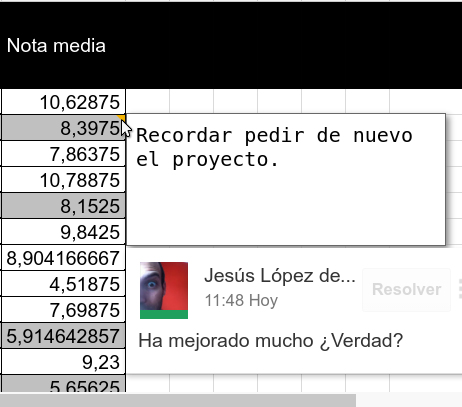 Nota media
10,62875
8,3975
7,86375
10,78875
8,1525
9,8425
8,904166667
4,51875
7,69875
5,914642857
9,23
5,65625
Recordar pedir de nuevo
el proyecto.
Jesús López de...
11:48 Hoy
Resolver
Ha mejorado mucho ¿Verdad?